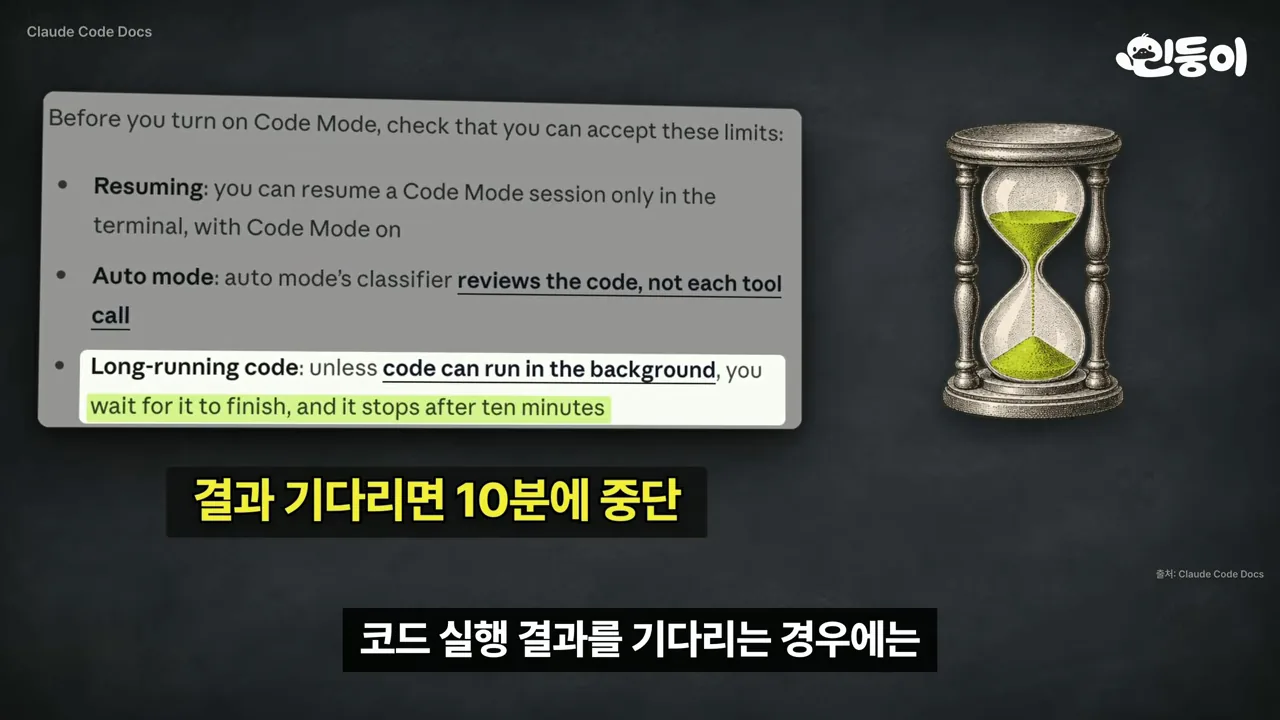 Claude Code Docs
인둥이
Before you turn on Code Mode, check that you can accept these limits:
• Resuming: you can resume a Code Mode session only in the
terminal, with Code Mode on
• Auto mode: auto mode's classifier reviews the code, not each tool
call
• Long-running code: unless code can run in the background, you
wait for it to finish, and it stops after ten minutes
결과 기다리면 10분에 중단
출처: Claude Code Docs
코드 실행 결과를 기다리는 경우에는